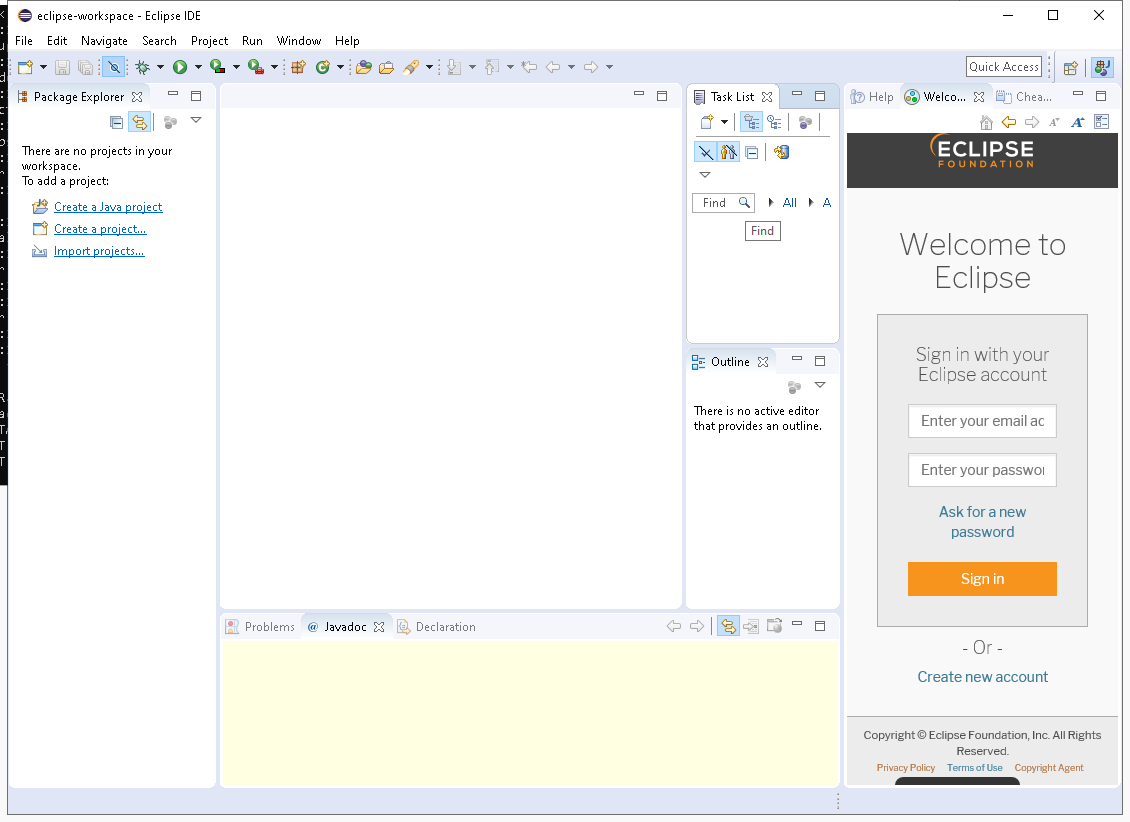 eclipse-workspace - Eclipse IDE
File Edit Navigate Search Project Run Window Help
Quick Access
Package Explorer
There are no projects in your
workspace.
To add a project:
Create a Java project
Create a project...
Import projects...
Task List
Find All A
Find
Outline
There is no active editor
that provides an outline.
Problems @ Javadoc Declaration
Help Welco... Chea...
ECLIPSE
FOUNDATION
Welcome to
Eclipse
Sign in with your
Eclipse account
Enter your email ac
Enter your passwor
Ask for a new
password
Sign in
- Or -
Create new account
Copyright © Eclipse Foundation, Inc. All Rights
Reserved.
Privacy Policy Terms of Use Copyright Agent